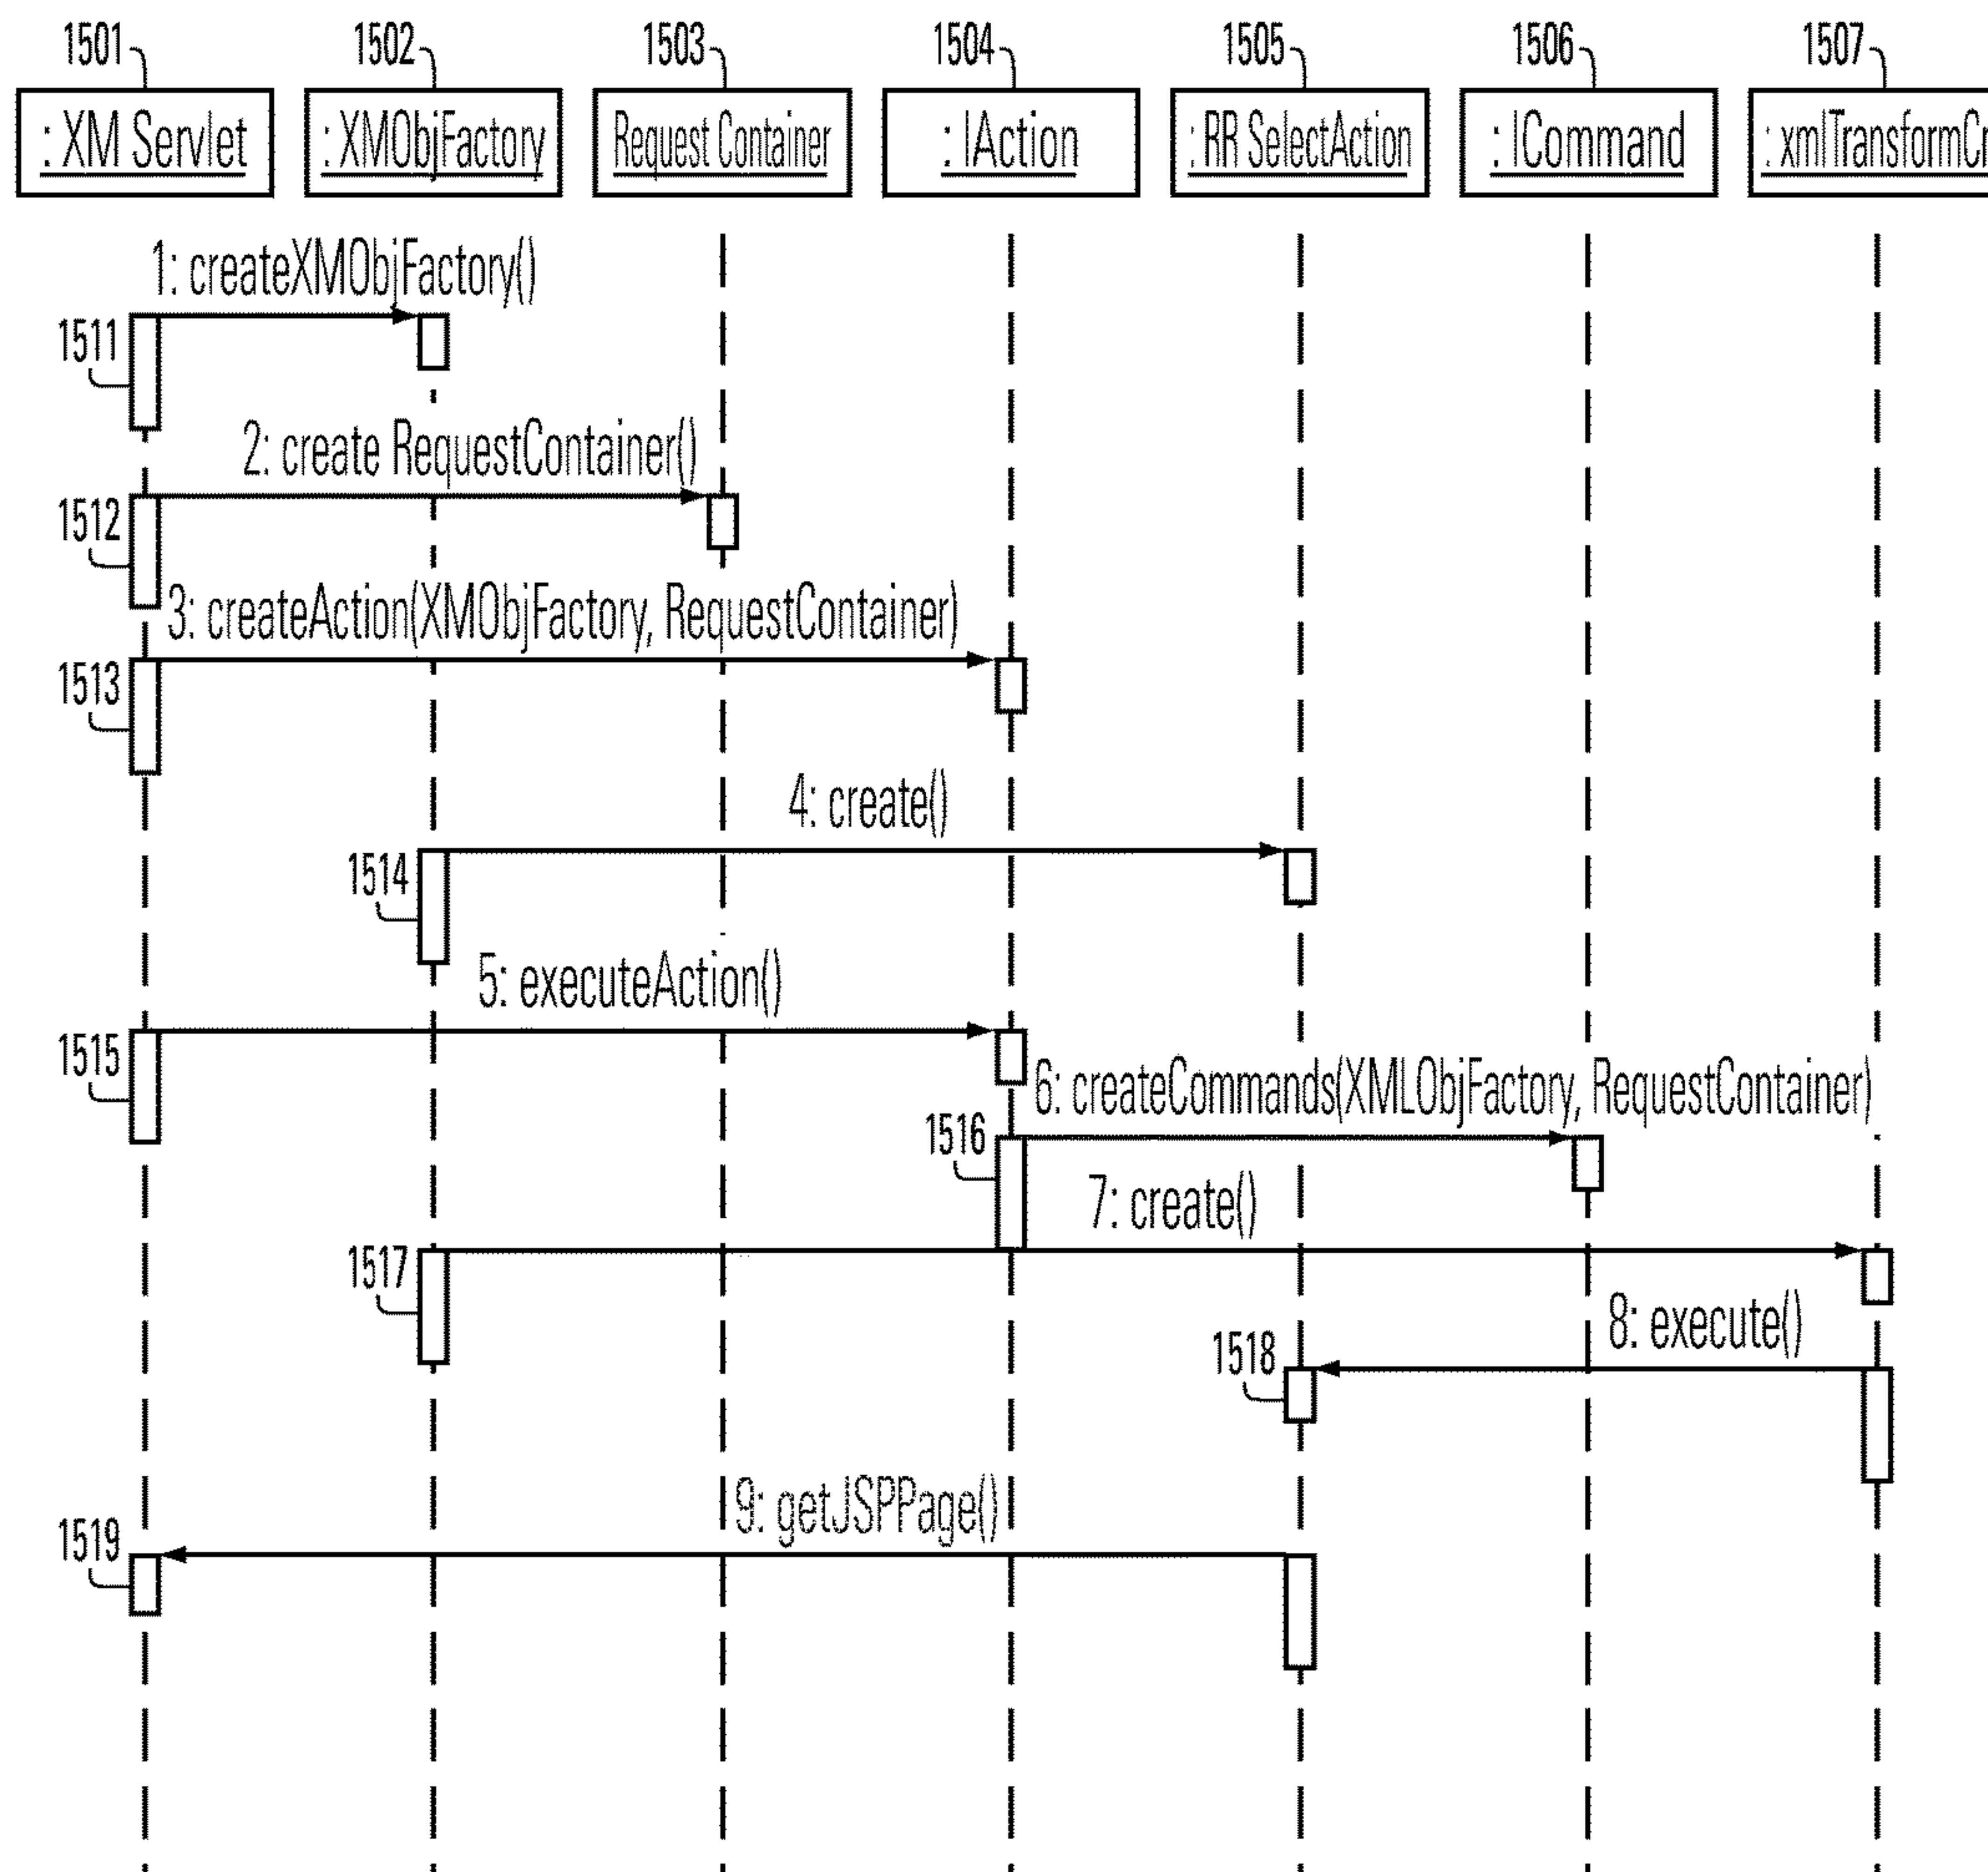 1501 1502 1503 1504 1505 1506 1507
: XM Servlet : XMObjFactory Request Container : IAction : RR SelectAction : ICommand
1: createXMObjFactory()
1511
2: create RequestContainer()
1512
3: createAction(XMObjFactory, RequestContainer)
1513
4: create()
1514
5: executeAction()
1515
6: createCommands(XMLObjFactory, RequestContainer)
1516
7: create()
1517
8: execute()
1518
9: getJSPPage()
1519